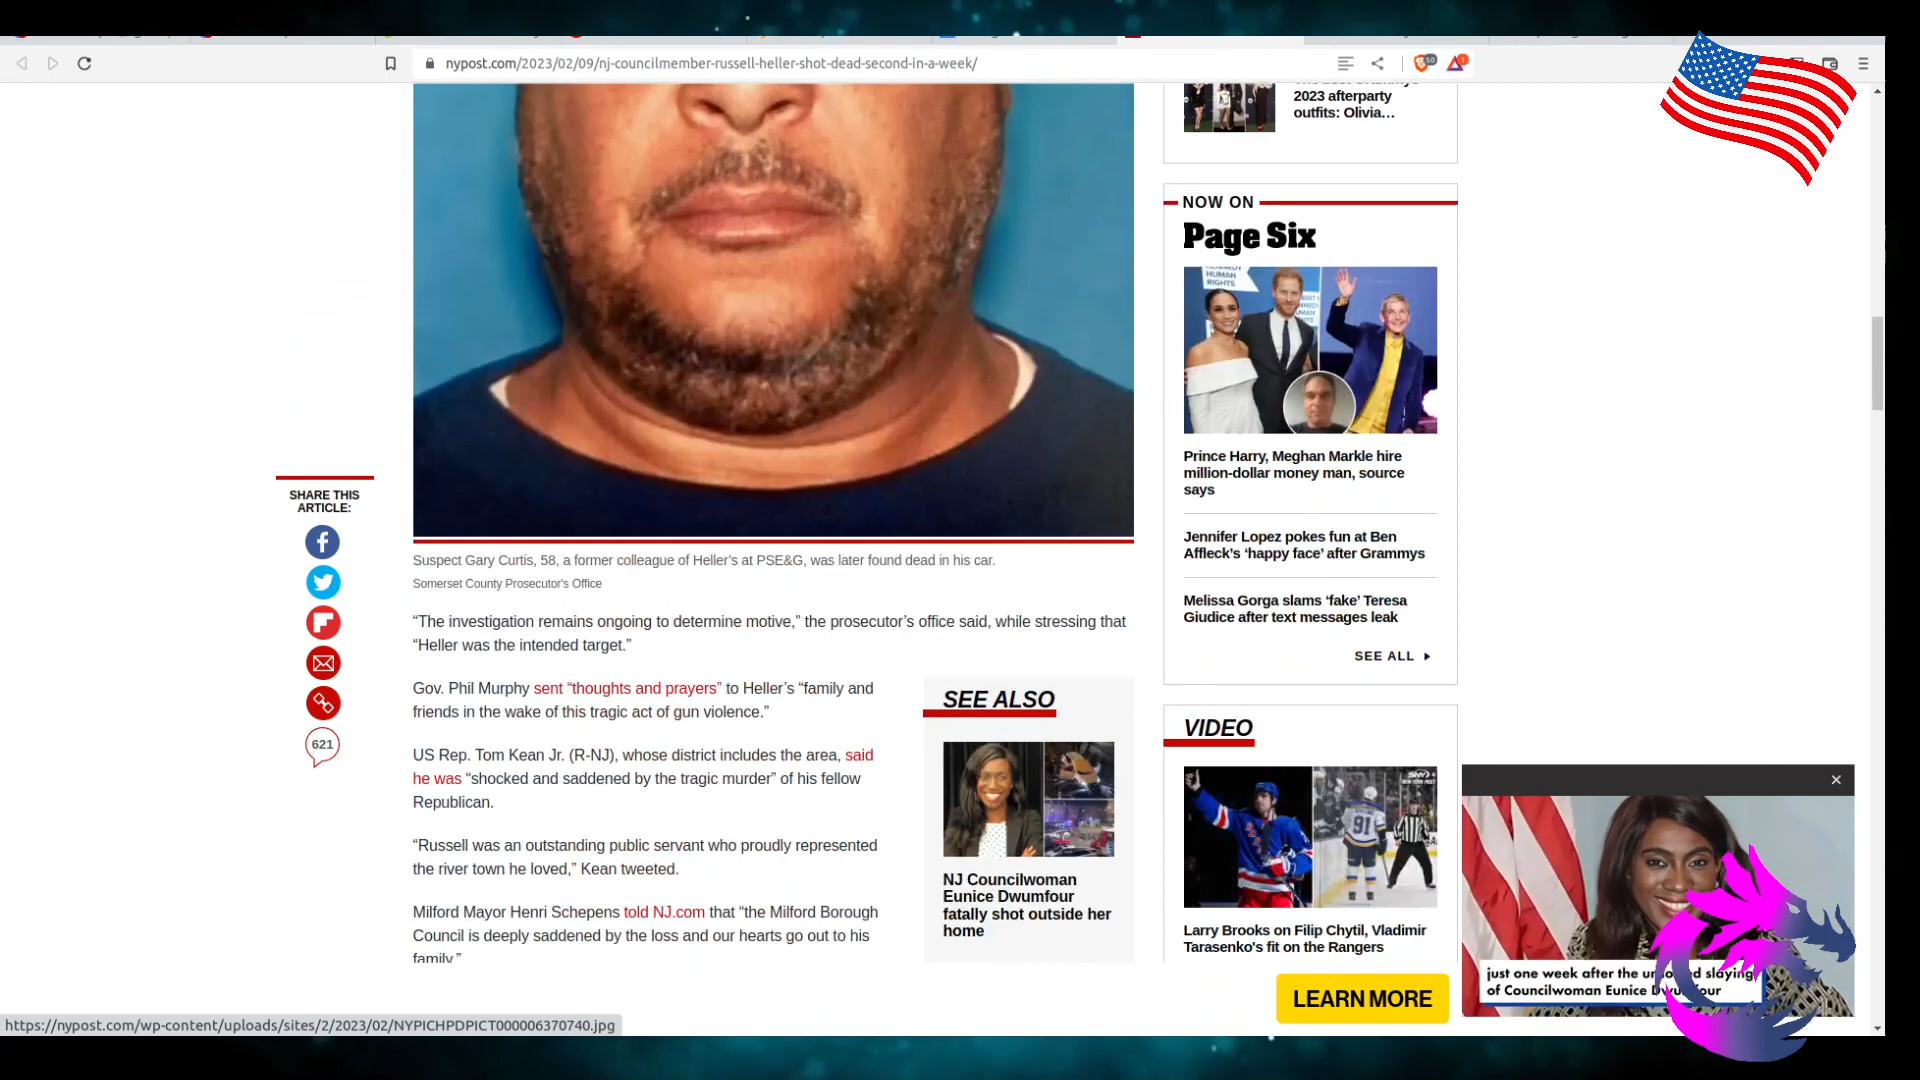 nypost.com/2023/02/09/nj-councilmember-russell-heller-shot-dead-second-in-a-week/
50
1
2023 afterparty
outfits: Olivia…
NOW ON
Page Six
KENNEDY
HUMAN
RIGHTS
Prince Harry, Meghan Markle hire
million-dollar money man, source
says
Jennifer Lopez pokes fun at Ben
Affleck’s ‘happy face’ after Grammys
Melissa Gorga slams ‘fake’ Teresa
Giudice after text messages leak
SEE ALL
SHARE THIS
ARTICLE:
621
Suspect Gary Curtis, 58, a former colleague of Heller’s at PSE&G, was later found dead in his car.
Somerset County Prosecutor's Office
“The investigation remains ongoing to determine motive,” the prosecutor’s office said, while stressing that
“Heller was the intended target.”
Gov. Phil Murphy sent “thoughts and prayers” to Heller’s “family and
friends in the wake of this tragic act of gun violence.”
US Rep. Tom Kean Jr. (R-NJ), whose district includes the area, said
he was “shocked and saddened by the tragic murder” of his fellow
Republican.
“Russell was an outstanding public servant who proudly represented
the river town he loved,” Kean tweeted.
Milford Mayor Henri Schepens told NJ.com that “the Milford Borough
Council is deeply saddened by the loss and our hearts go out to his
family.”
SEE ALSO
NJ Councilwoman
Eunice Dwumfour
fatally shot outside her
home
VIDEO
91
SNY
Larry Brooks on Filip Chytil, Vladimir
Tarasenko's fit on the Rangers
LEARN MORE
just one week after the slaying
of Councilwoman Eunice
https://nypost.com/wp-content/uploads/sites/2/2023/02/NYPICHPDPICT000006370740.jpg